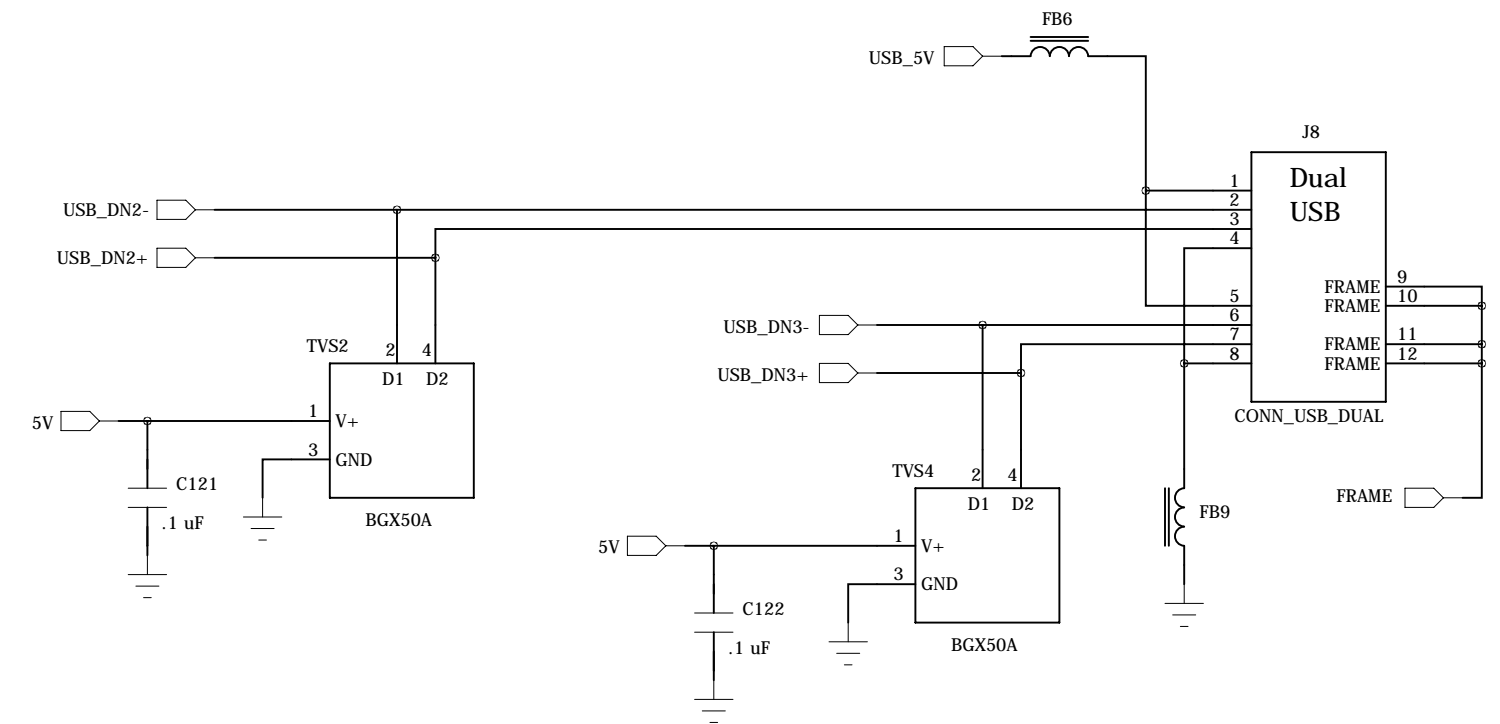 FB6
USB_5V
J8
Dual
USB
1
2
3
4
5
6
7
8
FRAME 9
FRAME 10
FRAME 11
FRAME 12
CONN_USB_DUAL
USB_DN2-
USB_DN2+
USB_DN3-
USB_DN3+
TVS2
2 4
D1 D2
5V
1 V+
3 GND
C121
.1 uF
BGX50A
TVS4
2 4
D1 D2
5V
1 V+
3 GND
C122
.1 uF
BGX50A
FB9
FRAME